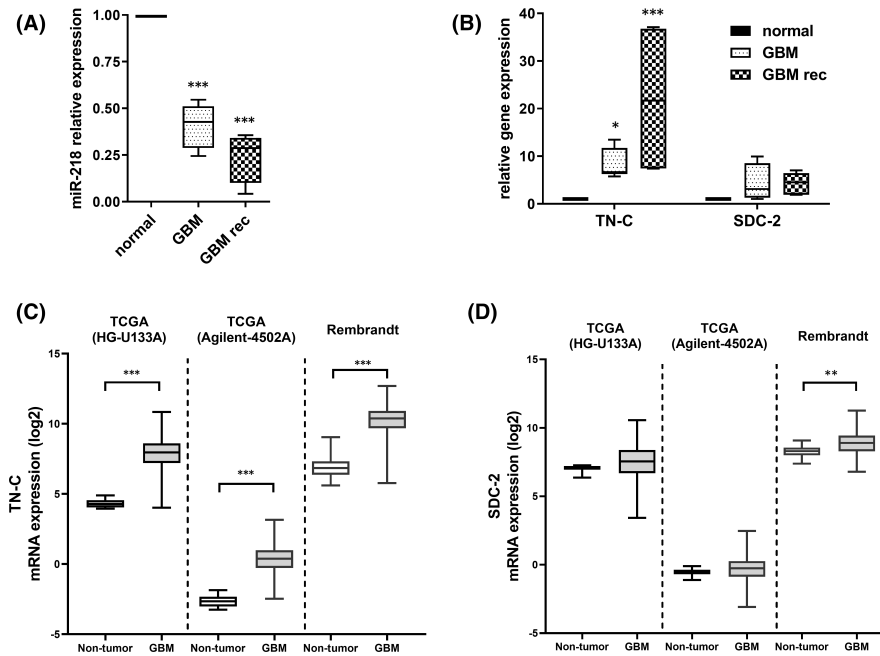 (A)
miR-218 relative expression
1.00
0.75
0.50
0.25
0.00
***
***
normal
GBM
GBM rec
(B)
relative gene expression
40
30
20
10
0
*
***
normal
GBM
GBM rec
TN-C
SDC-2
(C)
TCGA
(HG-U133A)
TCGA
(Agilent-4502A)
Rembrandt
TN-C
mRNA expression (log2)
15
10
5
0
-5
***
***
***
Non-tumor
GBM
Non-tumor
GBM
Non-tumor
GBM
(D)
TCGA
(HG-U133A)
TCGA
(Agilent-4502A)
Rembrandt
SDC-2
mRNA expression (log2)
15
10
5
0
-5
**
Non-tumor
GBM
Non-tumor
GBM
Non-tumor
GBM